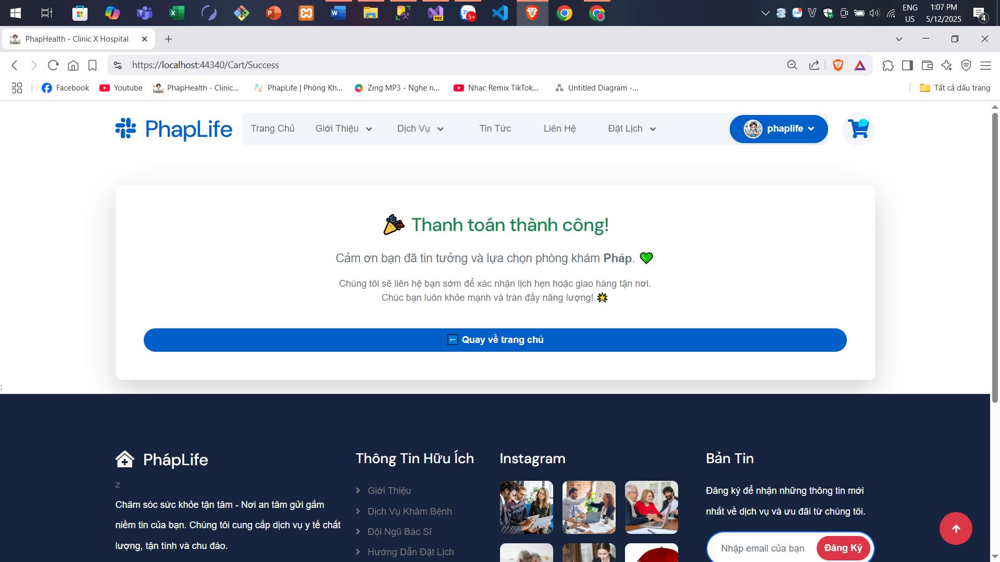 ENG
US
1:07 PM
5/12/2025
4
5+
PhapHealth - Clinic X Hospital
https://localhost:44340/Cart/Success
Facebook
Youtube
PhapHealth - Clinic...
PhapLife | Phòng Kh...
Zing MP3 - Nghe n...
Nhạc Remix TikTok...
Untitled Diagram -...
Tất cả dấu trang
PhapLife
Trang Chủ
Giới Thiệu
Dịch Vụ
Tin Tức
Liên Hệ
Đặt Lịch
phaplife
Thanh toán thành công!
Cảm ơn bạn đã tin tưởng và lựa chọn phòng khám Pháp. 💚
Chúng tôi sẽ liên hệ bạn sớm để xác nhận lịch hẹn hoặc giao hàng tận nơi.
Chúc bạn luôn khỏe mạnh và tràn đầy năng lượng! 🌟
← Quay về trang chủ
;
PhápLife
z
Chăm sóc sức khỏe tận tâm - Nơi an tâm gửi gắm
niềm tin của bạn. Chúng tôi cung cấp dịch vụ y tế chất
lượng, tận tình và chu đáo.
Thông Tin Hữu Ích
Giới Thiệu
Dịch Vụ Khám Bệnh
Đội Ngũ Bác Sĩ
Hướng Dẫn Đặt Lịch
Instagram
Bản Tin
Đăng ký để nhận những thông tin mới
nhất về dịch vụ và ưu đãi từ chúng tôi.
Nhập email của bạn
Đăng Ký